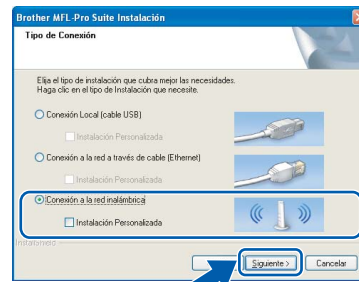 Brother MFL-Pro Suite Instalación
Tipo de Conexión
Elija el tipo de instalación que cubra mejor las necesidades.
Haga clic en el tipo de Instalación que necesite.
Conexión Local (cable USB)
Instalación Personalizada
Conexión a la red a través de cable (Ethernet)
Instalación Personalizada
Conexión a la red inalámbrica
Instalación Personalizada
InstallShield
Siguiente >
Cancelar